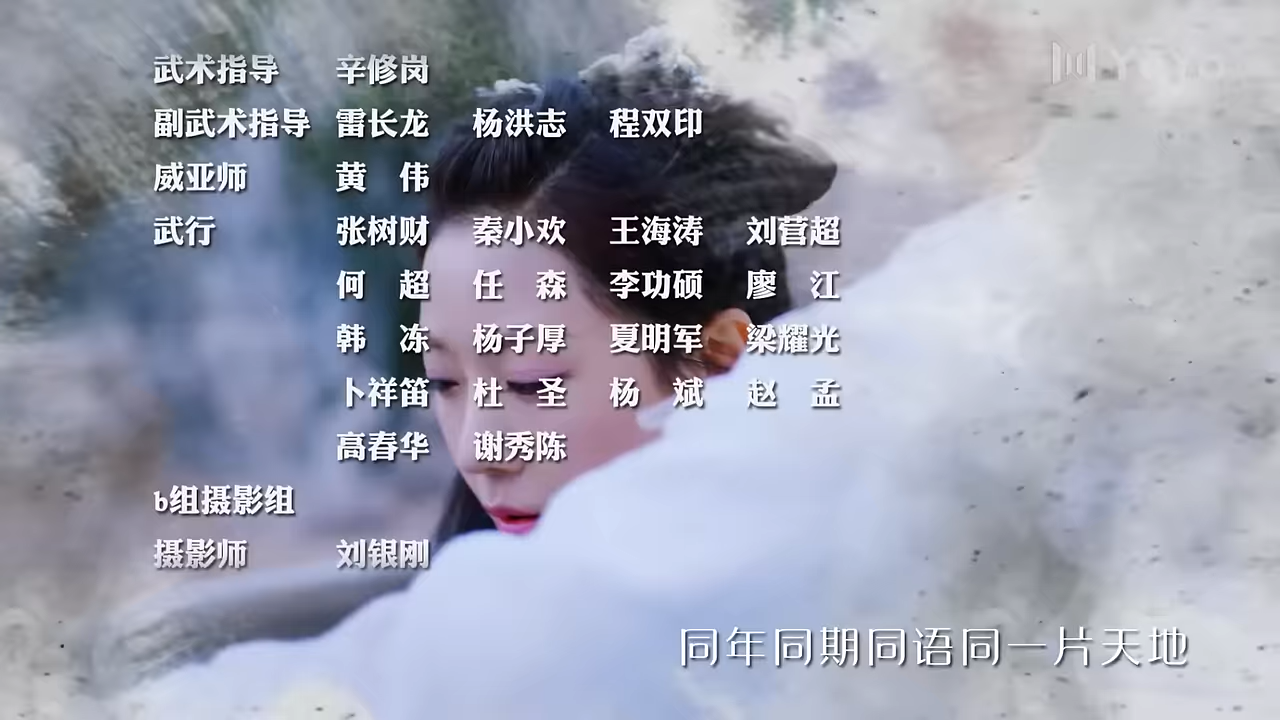 YoYo
武术指导 辛修岗
副武术指导 雷长龙 杨洪志 程双印
威亚师 黄 伟
武行 张树财 秦小欢 王海涛 刘营超
何 超 任 森 李功硕 廖 江
韩 冻 杨子厚 夏明军 梁耀光
卜祥笛 杜 圣 杨 斌 赵 孟
高春华 谢秀陈
b组摄影组
摄影师 刘银刚
同年同期同语同一片天地